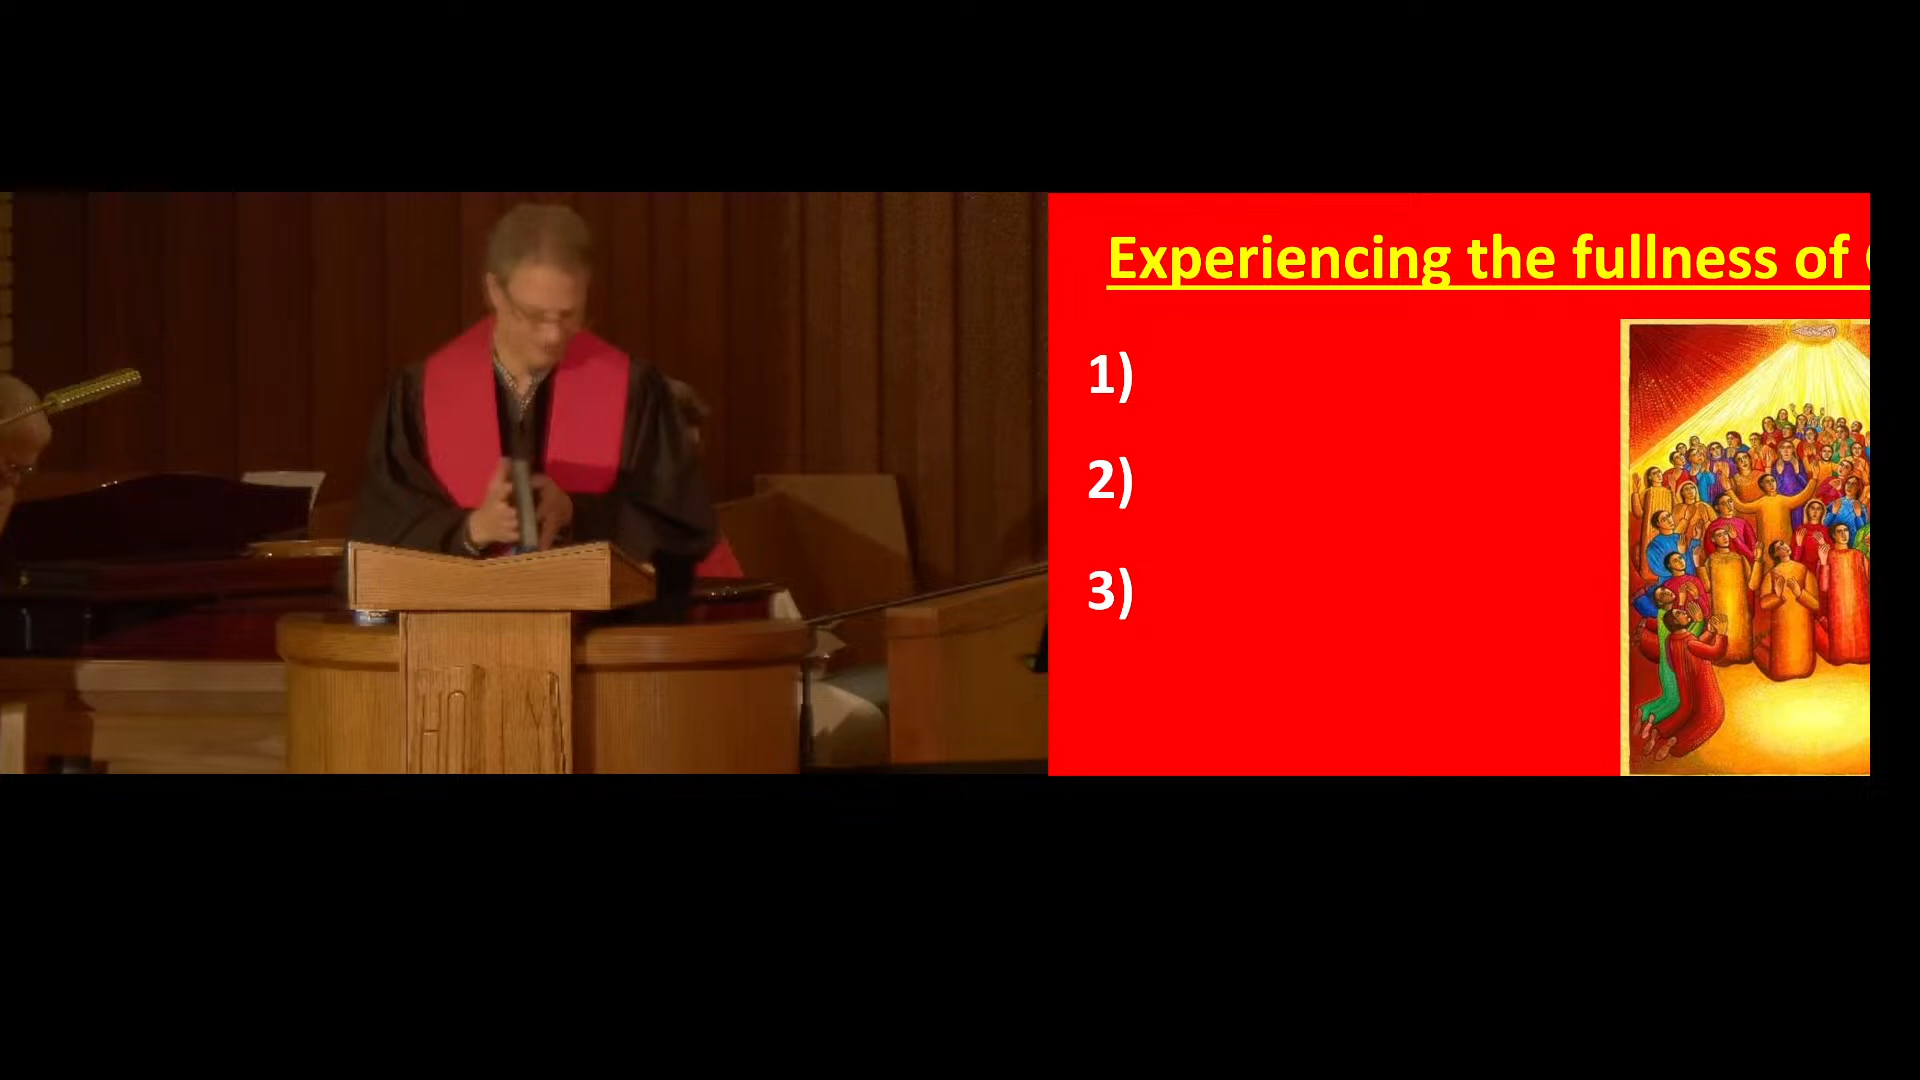 Experiencing the fullness of
1)
2)
3)